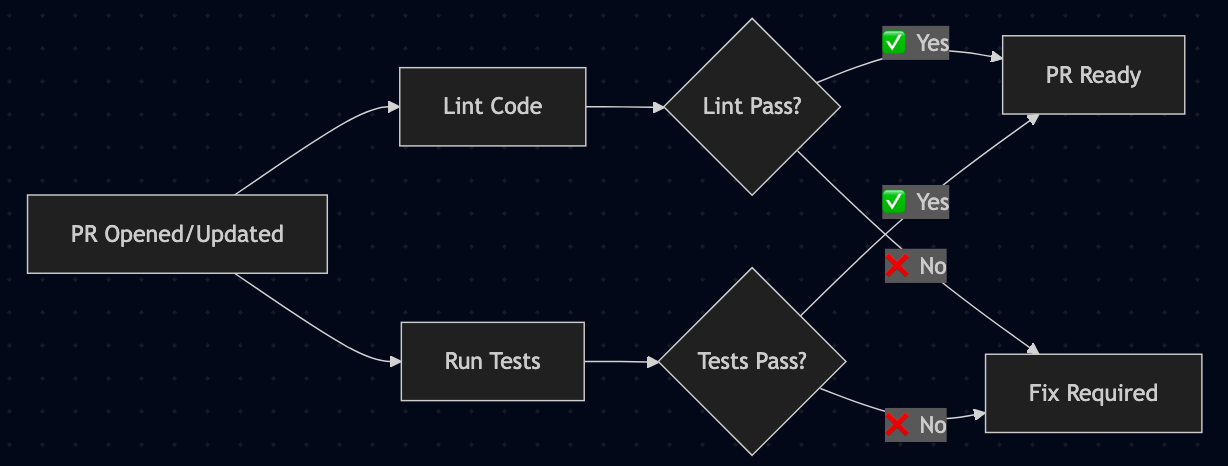 PR Opened/Updated
Lint Code
Lint Pass?
✅ Yes
PR Ready
✅ Yes
❌ No
Run Tests
Tests Pass?
❌ No
Fix Required